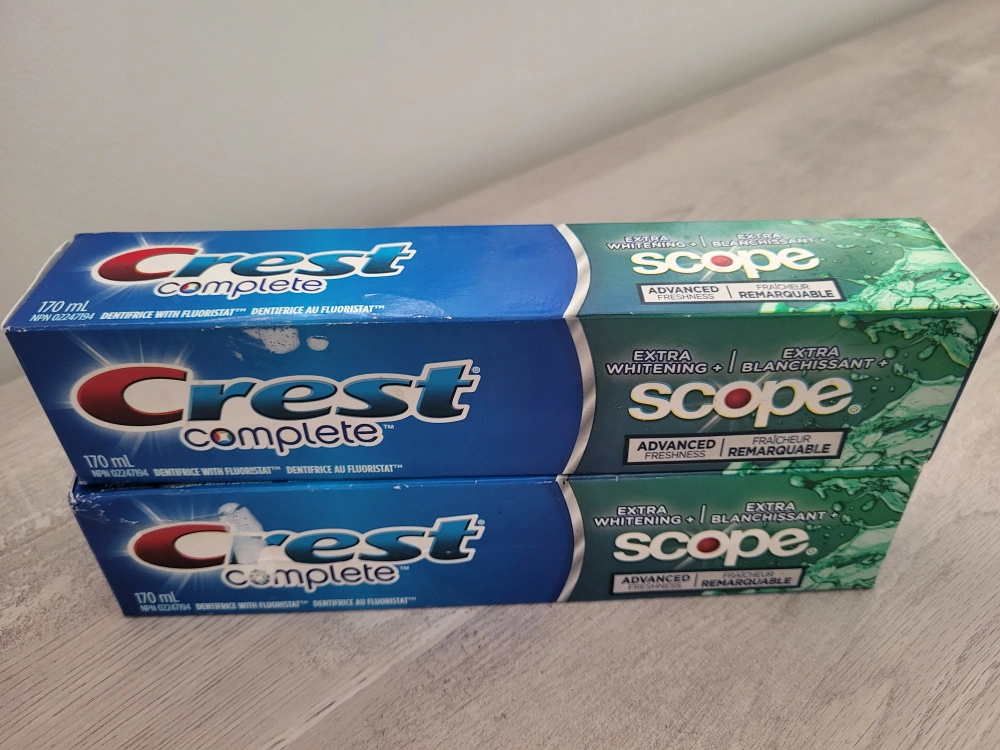 Crest
complete
170 mL
NPN 02247194 DENTIFRICE WITH FLUORISTAT™ DENTIFRICE AU FLUORISTAT™
EXTRA WHITENING + | EXTRA BLANCHISSANT +
scope
ADVANCED FRESHNESS | FRAÎCHEUR REMARQUABLE
Crest®
complete™
170 mL
NPN 02247194 DENTIFRICE WITH FLUORISTAT™ DENTIFRICE AU FLUORISTAT™
EXTRA WHITENING + | EXTRA BLANCHISSANT +
scope®
ADVANCED FRESHNESS | FRAÎCHEUR REMARQUABLE
Crest®
complete™
170 mL
NPN 02247194 DENTIFRICE WITH FLUORISTAT™ DENTIFRICE AU FLUORISTAT™
EXTRA WHITENING + | EXTRA BLANCHISSANT +
scope®
ADVANCED FRESHNESS | FRAÎCHEUR REMARQUABLE